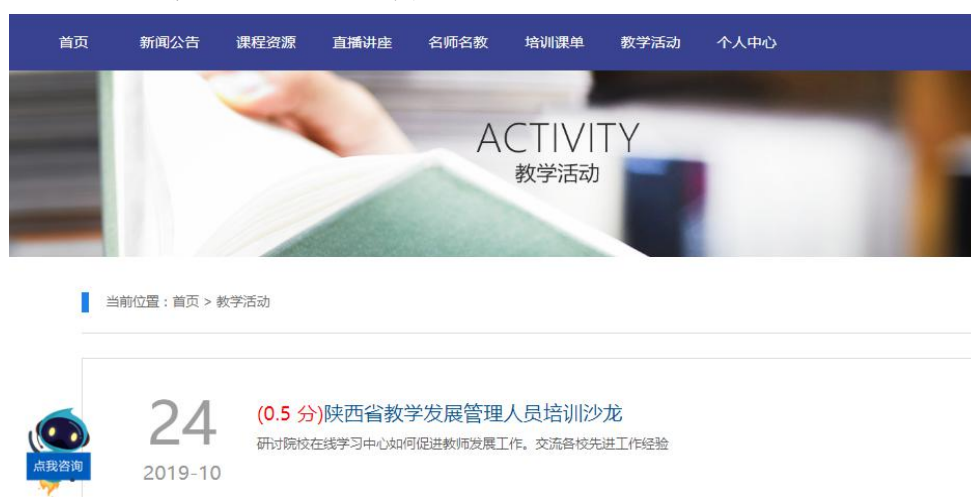 首页 新闻公告 课程资源 直播讲座 名师名教 培训课单 教学活动 个人中心
ACTIVITY
教学活动
当前位置：首页 > 教学活动
24
2019-10
(0.5 分)陕西省教学发展管理人员培训沙龙
研讨院校在线学习中心如何促进教师发展工作。交流各校先进工作经验
点我咨询